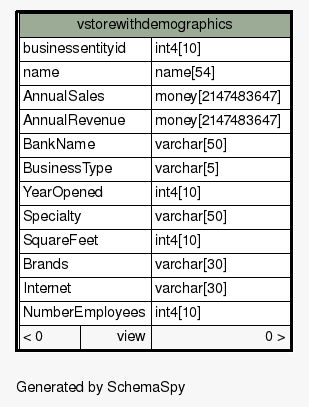 vstorewithdemographics
businessentityid int4[10]
name name[54]
AnnualSales money[2147483647]
AnnualRevenue money[2147483647]
BankName varchar[50]
BusinessType varchar[5]
YearOpened int4[10]
Specialty varchar[50]
SquareFeet int4[10]
Brands varchar[30]
Internet varchar[30]
NumberEmployees int4[10]
< 0 view 0 >
Generated by SchemaSpy